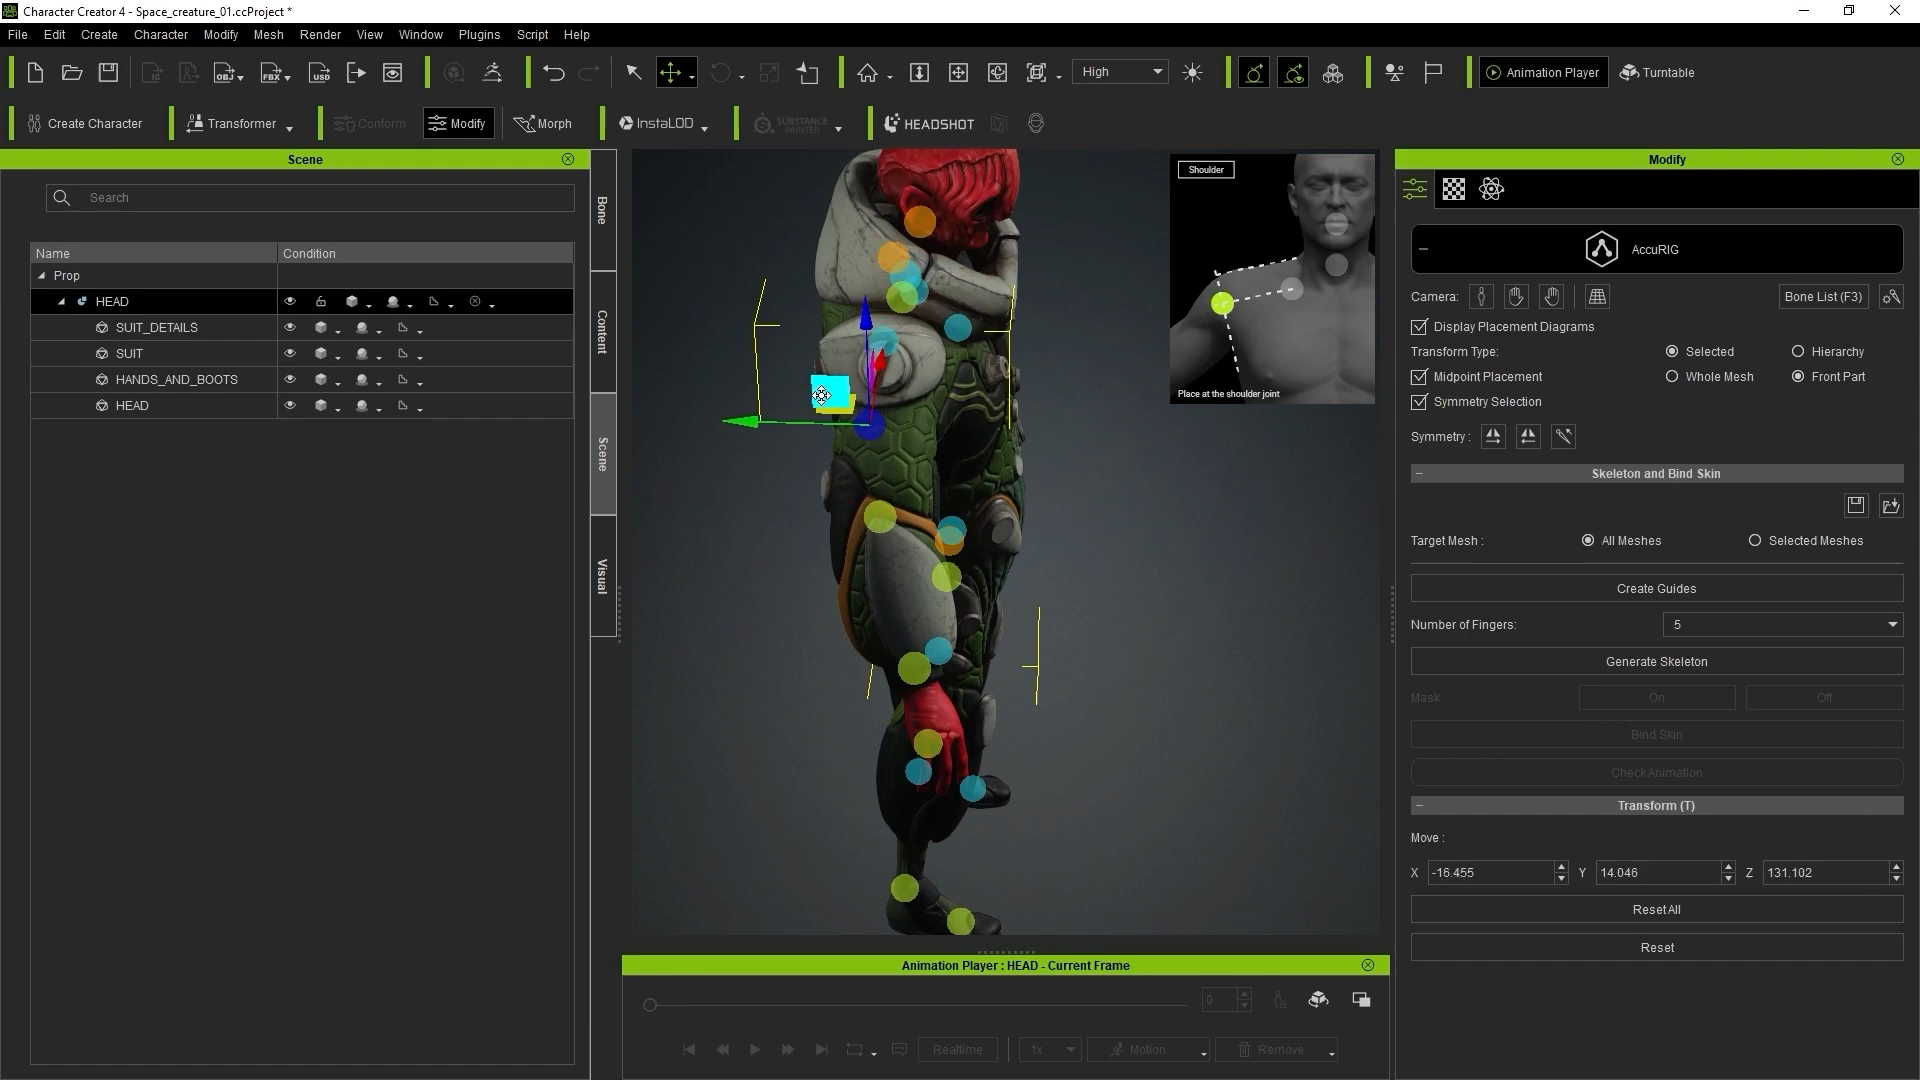 Character Creator 4 - Space_creature_01.ccProject *
File Edit Create Character Modify Mesh Render View Window Plugins Script Help
OBJ FBX USD High Animation Player Turntable
Create Character Transformer Conform Modify Morph InstaLOD SUBSTANCE PAINTER HEADSHOT
Scene
Search
Name Condition
Prop
HEAD
SUIT_DETAILS
SUIT
HANDS_AND_BOOTS
HEAD
Bone
Content
Scene
Visual
Shoulder
Place at the shoulder joint
Modify
AccuRIG
Camera: Bone List (F3)
Display Placement Diagrams
Transform Type: Selected Hierarchy
Midpoint Placement Whole Mesh Front Part
Symmetry Selection
Symmetry :
Skeleton and Bind Skin
Target Mesh : All Meshes Selected Meshes
Create Guides
Number of Fingers: 5
Generate Skeleton
Mask On Off
Bind Skin
Check Animation
Transform (T)
Move :
X -16.455 Y 14.046 Z 131.102
Reset All
Reset
Animation Player : HEAD - Current Frame
0
Realtime 1x Motion Remove